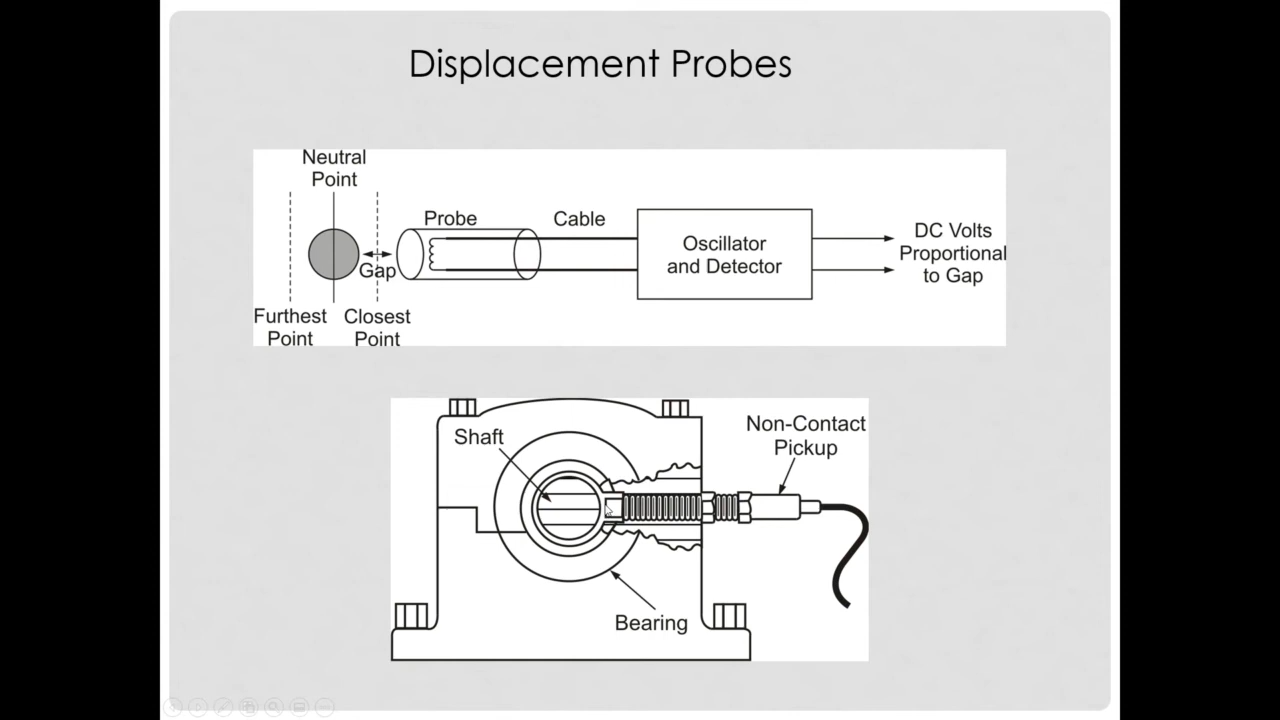 Displacement Probes
Neutral
Point
Probe
Cable
Gap
Oscillator
and Detector
DC Volts
Proportional
to Gap
Furthest
Point
Closest
Point
Shaft
Non-Contact
Pickup
Bearing